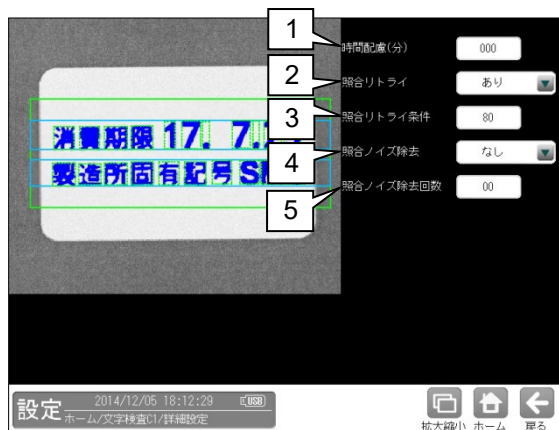 1
時間配慮(分) 000
2
照合リトライ あり
3
照合リトライ条件 80
4
照合ノイズ除去 なし
5
照合ノイズ除去回数 00
消費期限 17. 7.
製造所固有記号 S
設定 2014/12/05 18:12:29 USB
ホーム/文字検査C1/詳細設定
拡大縮小 ホーム 戻る